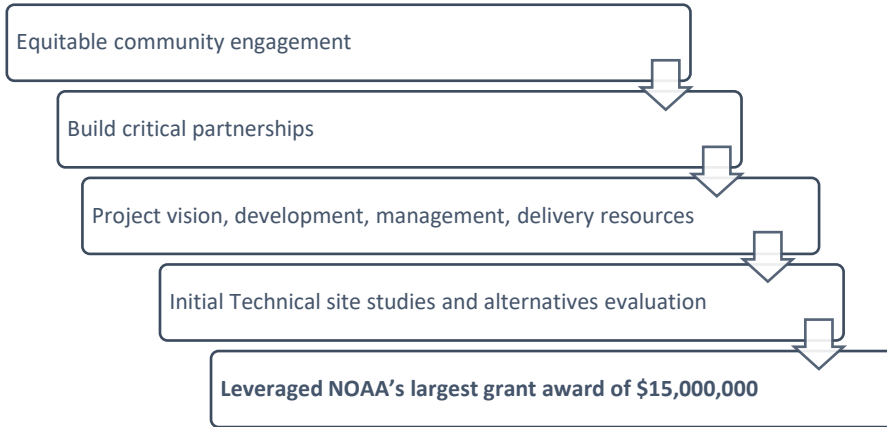 Equitable community engagement
Build critical partnerships
Project vision, development, management, delivery resources
Initial Technical site studies and alternatives evaluation
Leveraged NOAA’s largest grant award of $15,000,000